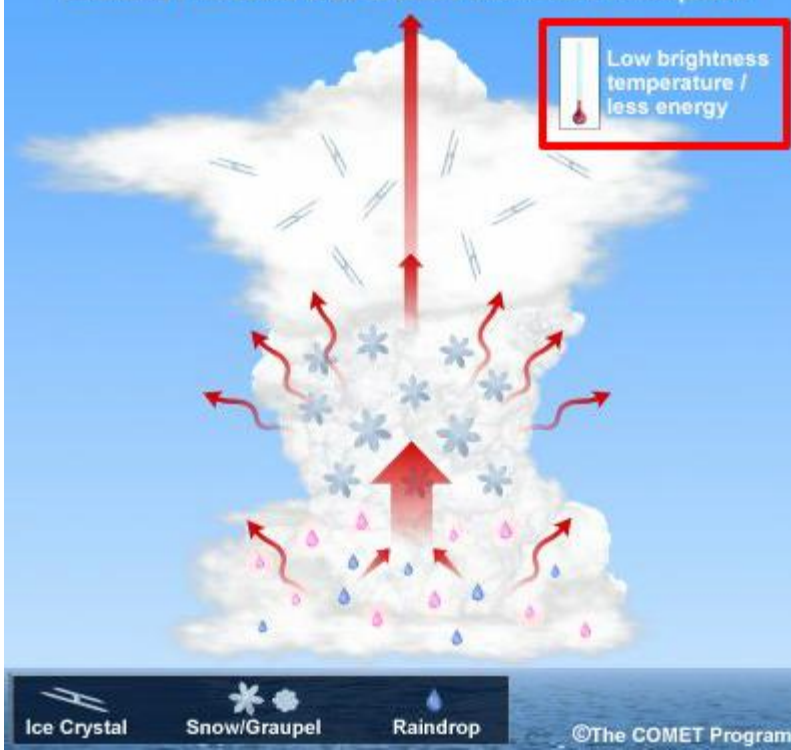 Low brightness
temperature /
less energy
Ice Crystal
Snow/Graupel
Raindrop
©The COMET Program